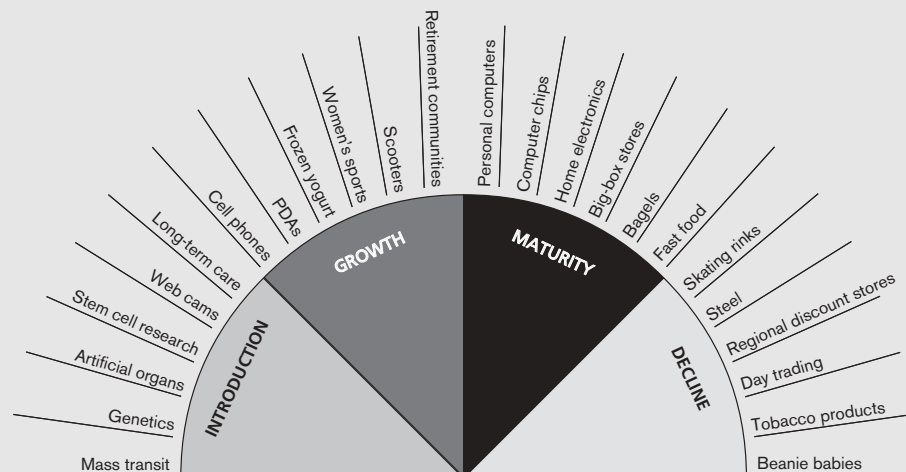 Mass transit
Genetics
Artificial organs
Stem cell research
Web cams
Long-term care
Cell phones
PDAs
Frozen yogurt
Women's sports
Scooters
Retirement communities
Personal computers
Computer chips
Home electronics
Big-box stores
Bagels
Fast food
Skating rinks
Steel
Regional discount stores
Day trading
Tobacco products
Beanie babies
INTRODUCTION
GROWTH
MATURITY
DECLINE